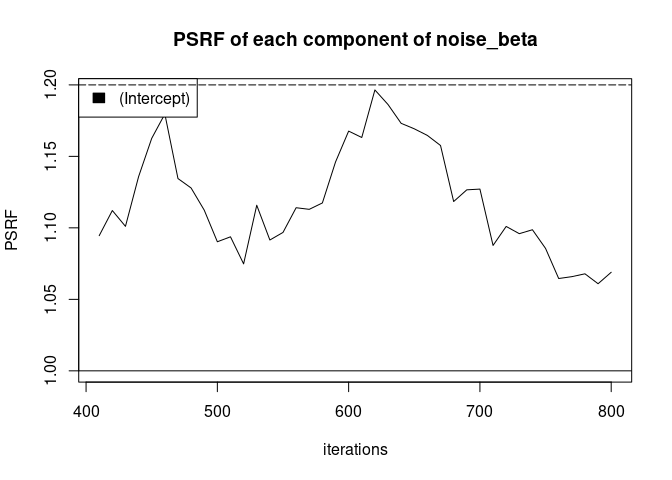 PSRF of each component of noise_beta
(Intercept)
PSRF
1.20
1.15
1.10
1.05
1.00
400 500 600 700 800
iterations